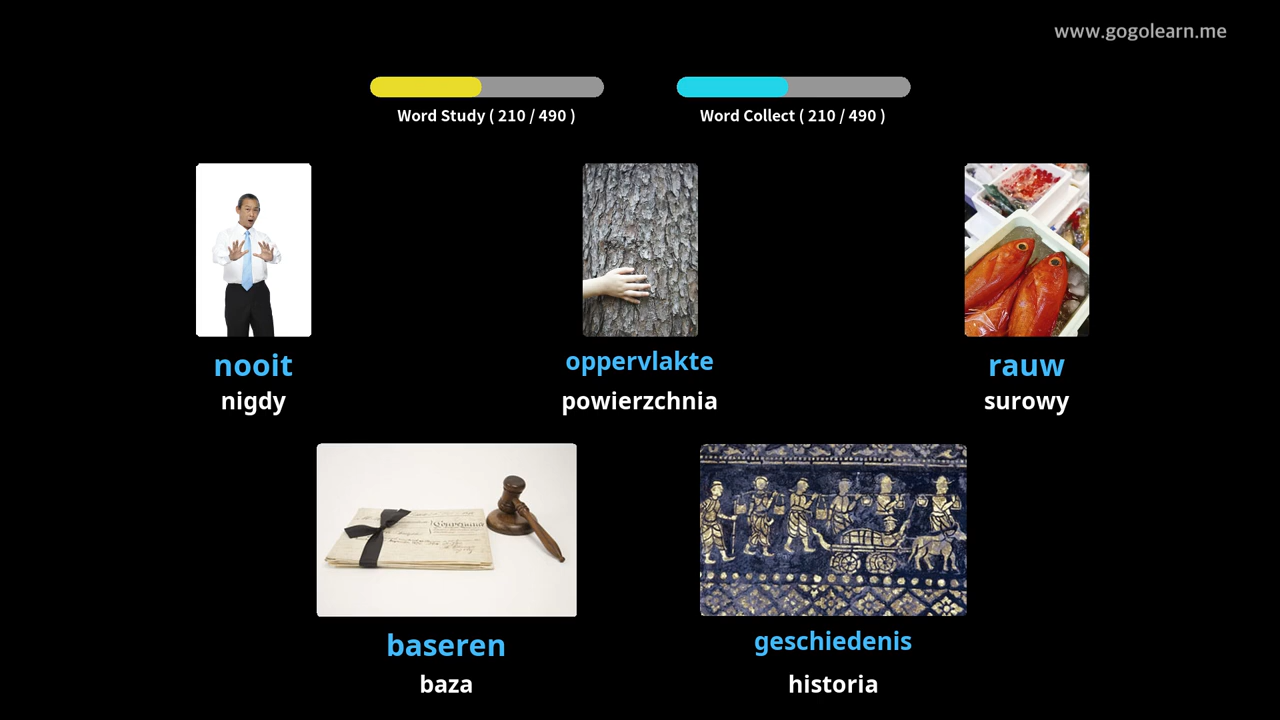 www.gogolearn.me
Word Study ( 210 / 490 )
Word Collect ( 210 / 490 )
nooit
nigdy
oppervlakte
powierzchnia
rauw
surowy
baseren
baza
geschiedenis
historia